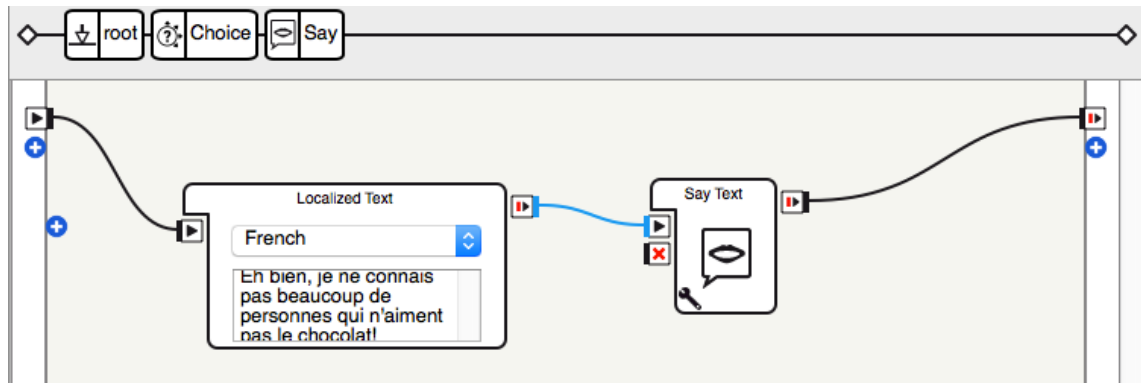 root
Choice
Say
Localized Text
French
Eh bien, je ne connais
pas beaucoup de
personnes qui n'aiment
pas le chocolat!
Say Text